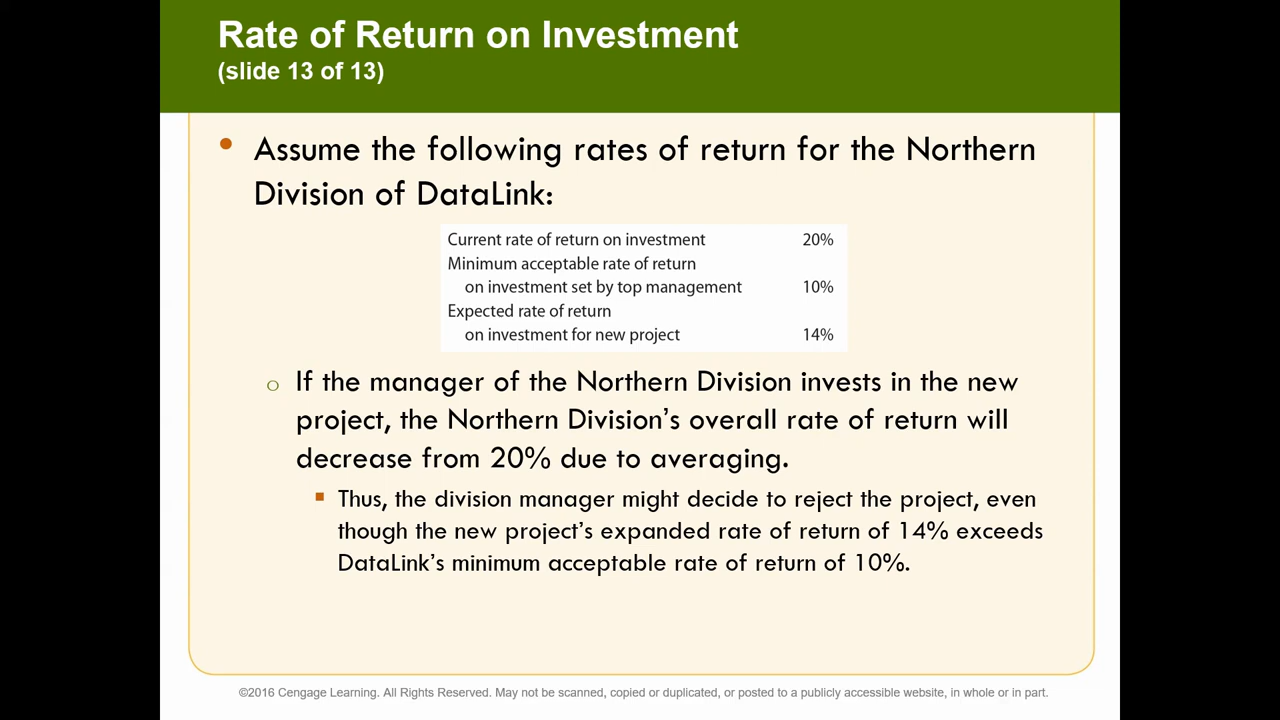 Rate of Return on Investment
(slide 13 of 13)
• Assume the following rates of return for the Northern
Division of DataLink:
Current rate of return on investment 20%
Minimum acceptable rate of return
on investment set by top management 10%
Expected rate of return
on investment for new project 14%
o If the manager of the Northern Division invests in the new
project, the Northern Division’s overall rate of return will
decrease from 20% due to averaging.
▪ Thus, the division manager might decide to reject the project, even
though the new project’s expanded rate of return of 14% exceeds
DataLink’s minimum acceptable rate of return of 10%.
©2016 Cengage Learning. All Rights Reserved. May not be scanned, copied or duplicated, or posted to a publicly accessible website, in whole or in part.